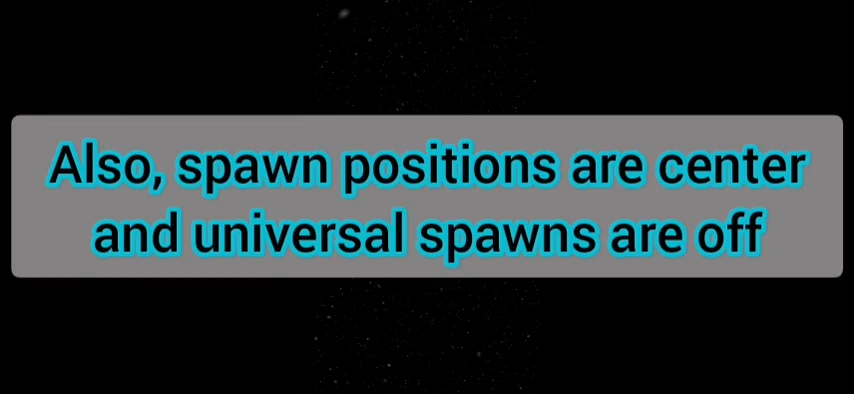 Also, spawn positions are center
and universal spawns are off